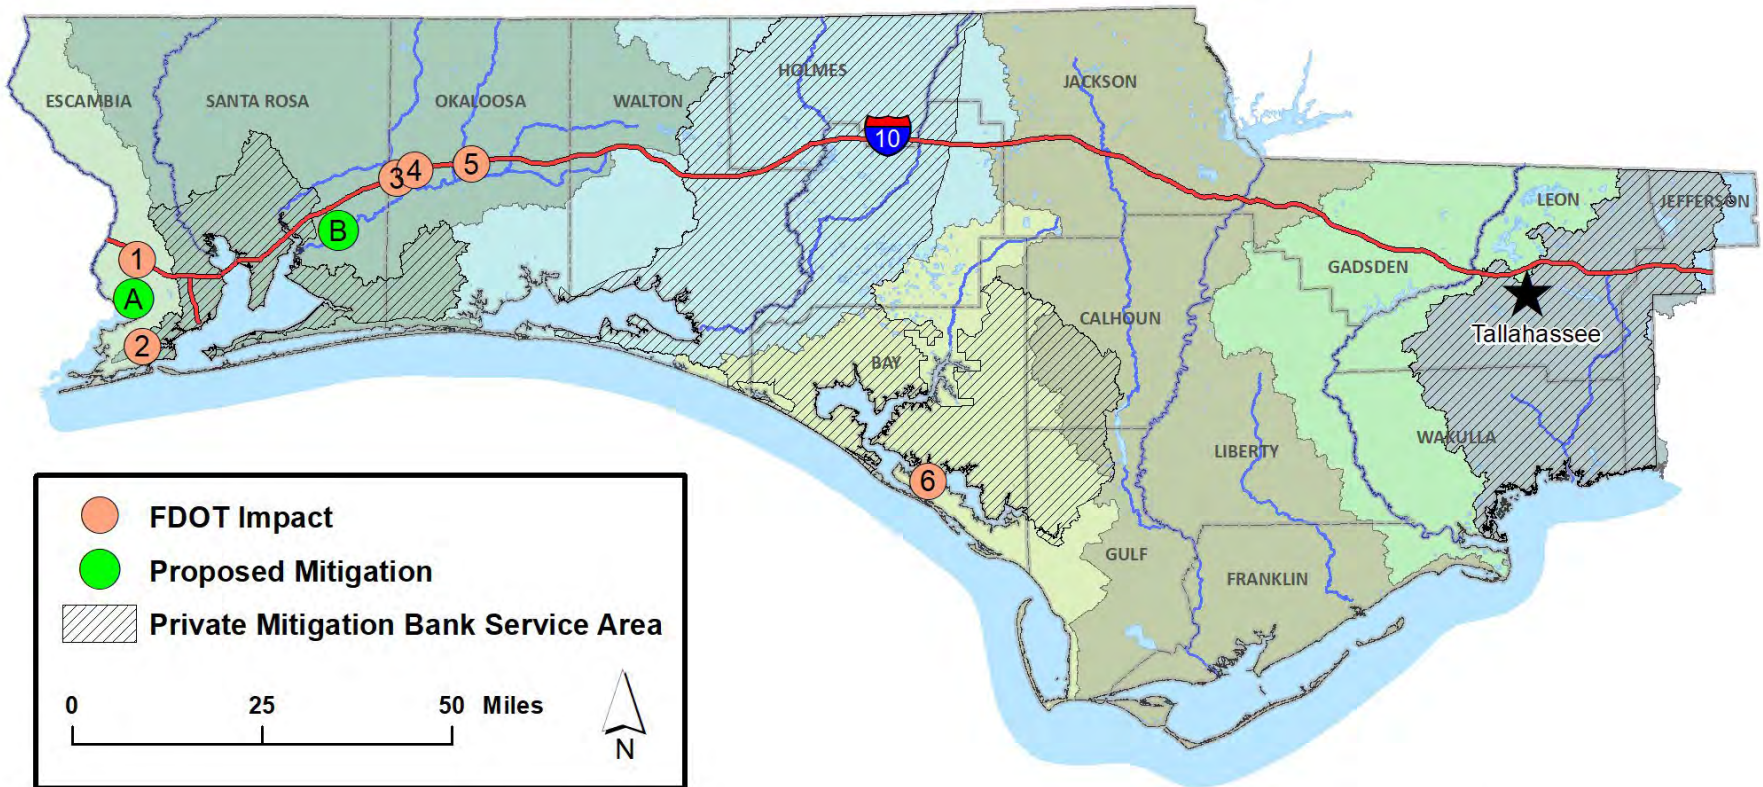 HOLMES
JACKSON
ESCAMBIA
SANTA ROSA
OKALOOSA
WALTON
10
3
4
5
LEON
JEFFERSON
B
1
A
GADSDEN
2
CALHOUN
Tallahassee
BAY
WAKULLA
LIBERTY
6
GULF
FRANKLIN
FDOT Impact
Proposed Mitigation
Private Mitigation Bank Service Area
0 25 50 Miles
N